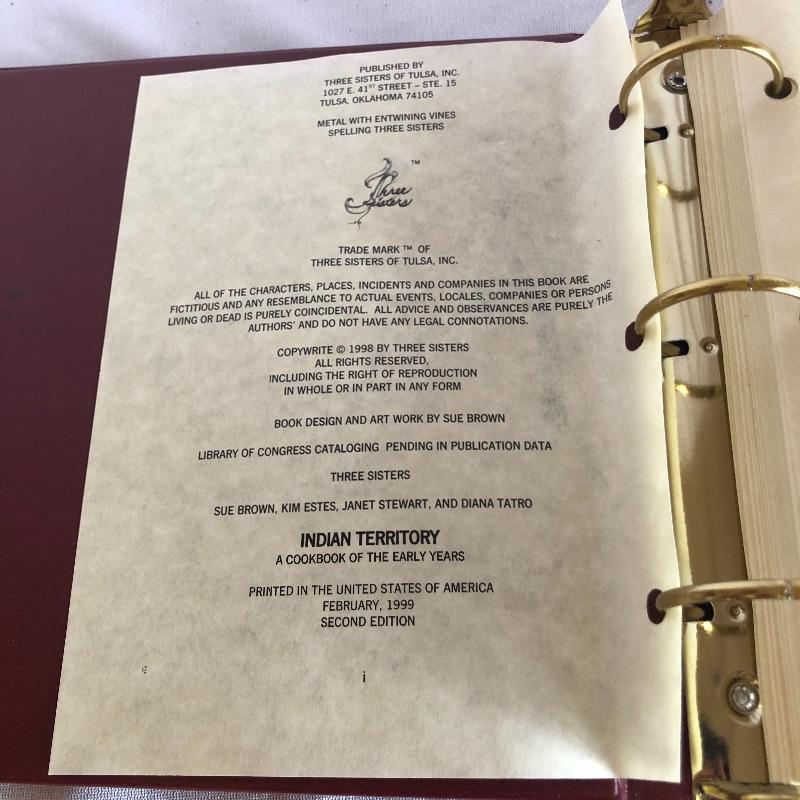 PUBLISHED BY
THREE SISTERS OF TULSA, INC.
1027 E. 41ST STREET – STE. 15
TULSA, OKLAHOMA 74105
METAL WITH ENTWINING VINES
SPELLING THREE SISTERS
Three ™
Sisters
TRADE MARK ™ OF
THREE SISTERS OF TULSA, INC.
ALL OF THE CHARACTERS, PLACES, INCIDENTS AND COMPANIES IN THIS BOOK ARE
FICTITIOUS AND ANY RESEMBLANCE TO ACTUAL EVENTS, LOCALES, COMPANIES OR PERSONS
LIVING OR DEAD IS PURELY COINCIDENTAL. ALL ADVICE AND OBSERVANCES ARE PURELY THE
AUTHORS' AND DO NOT HAVE ANY LEGAL CONNOTATIONS.
COPYWRITE © 1998 BY THREE SISTERS
ALL RIGHTS RESERVED,
INCLUDING THE RIGHT OF REPRODUCTION
IN WHOLE OR IN PART IN ANY FORM
BOOK DESIGN AND ART WORK BY SUE BROWN
LIBRARY OF CONGRESS CATALOGING PENDING IN PUBLICATION DATA
THREE SISTERS
SUE BROWN, KIM ESTES, JANET STEWART, AND DIANA TATRO
INDIAN TERRITORY
A COOKBOOK OF THE EARLY YEARS
PRINTED IN THE UNITED STATES OF AMERICA
FEBRUARY, 1999
SECOND EDITION
i